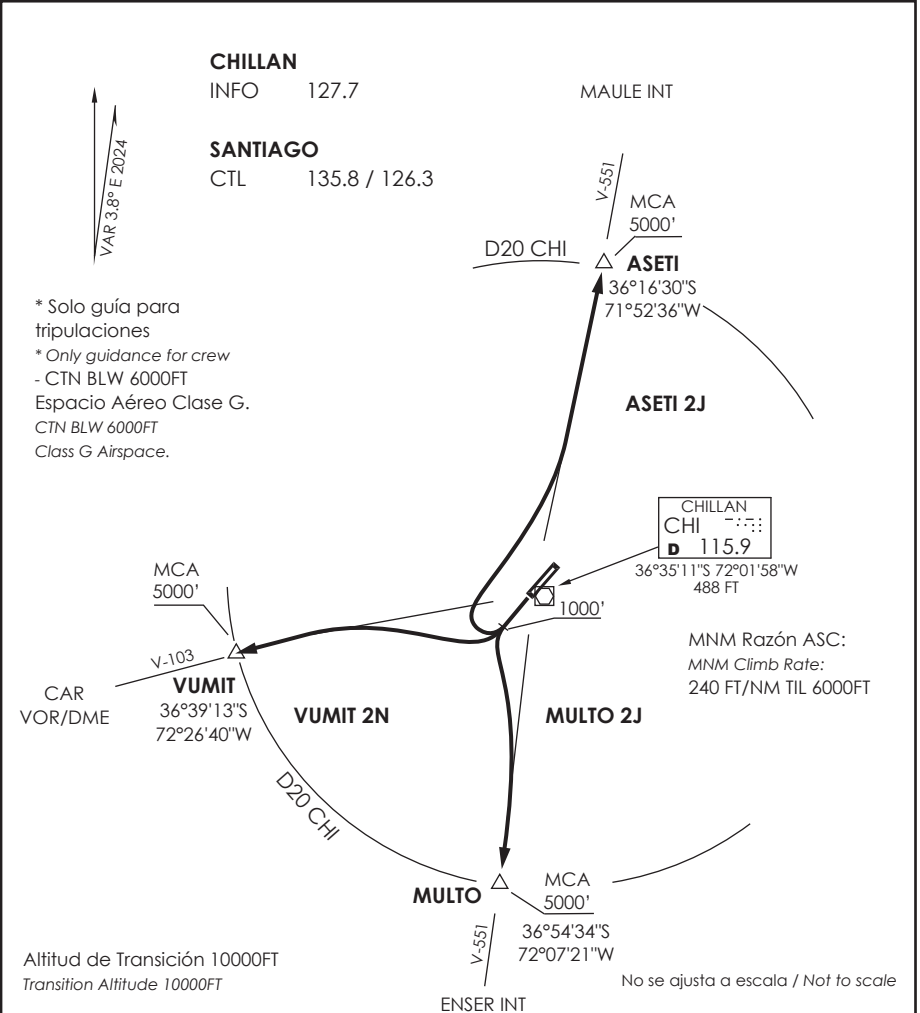 CHILLAN
INFO 127.7
SANTIAGO
CTL 135.8 / 126.3
VAR 3.8° E 2024
* Solo guía para
tripulaciones
* Only guidance for crew
- CTN BLW 6000FT
Espacio Aéreo Clase G.
CTN BLW 6000FT
Class G Airspace.
MAULE INT
V-551
MCA
5000'
D20 CHI
ASETI
36°16'30"S
71°52'36"W
ASETI 2J
CHILLAN
CHI
D 115.9
36°35'11"S 72°01'58"W
488 FT
1000'
MNM Razón ASC:
MNM Climb Rate:
240 FT/NM TIL 6000FT
MCA
5000'
V-103
CAR
VOR/DME
VUMIT
36°39'13"S
72°26'40"W
VUMIT 2N
MULTO 2J
D20 CHI
MULTO
MCA
5000'
36°54'34"S
72°07'21"W
V-551
ENSER INT
Altitud de Transición 10000FT
Transition Altitude 10000FT
No se ajusta a escala / Not to scale